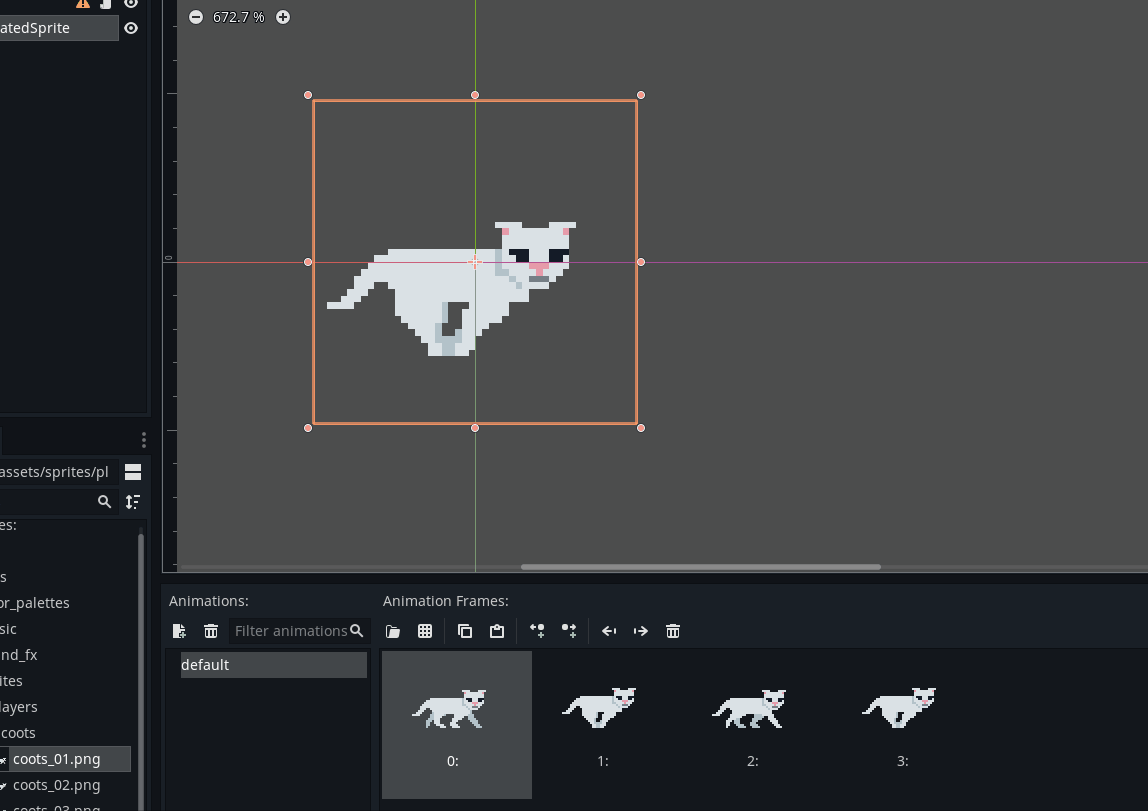 atedSprite
672.7 %
0
assets/sprites/pl
es:
s
or_palettes
sic
nd_fx
ites
layers
coots
coots_01.png
coots_02.png
coots_03.png
Animations:
Filter animations
default
Animation Frames:
0:
1:
2:
3: